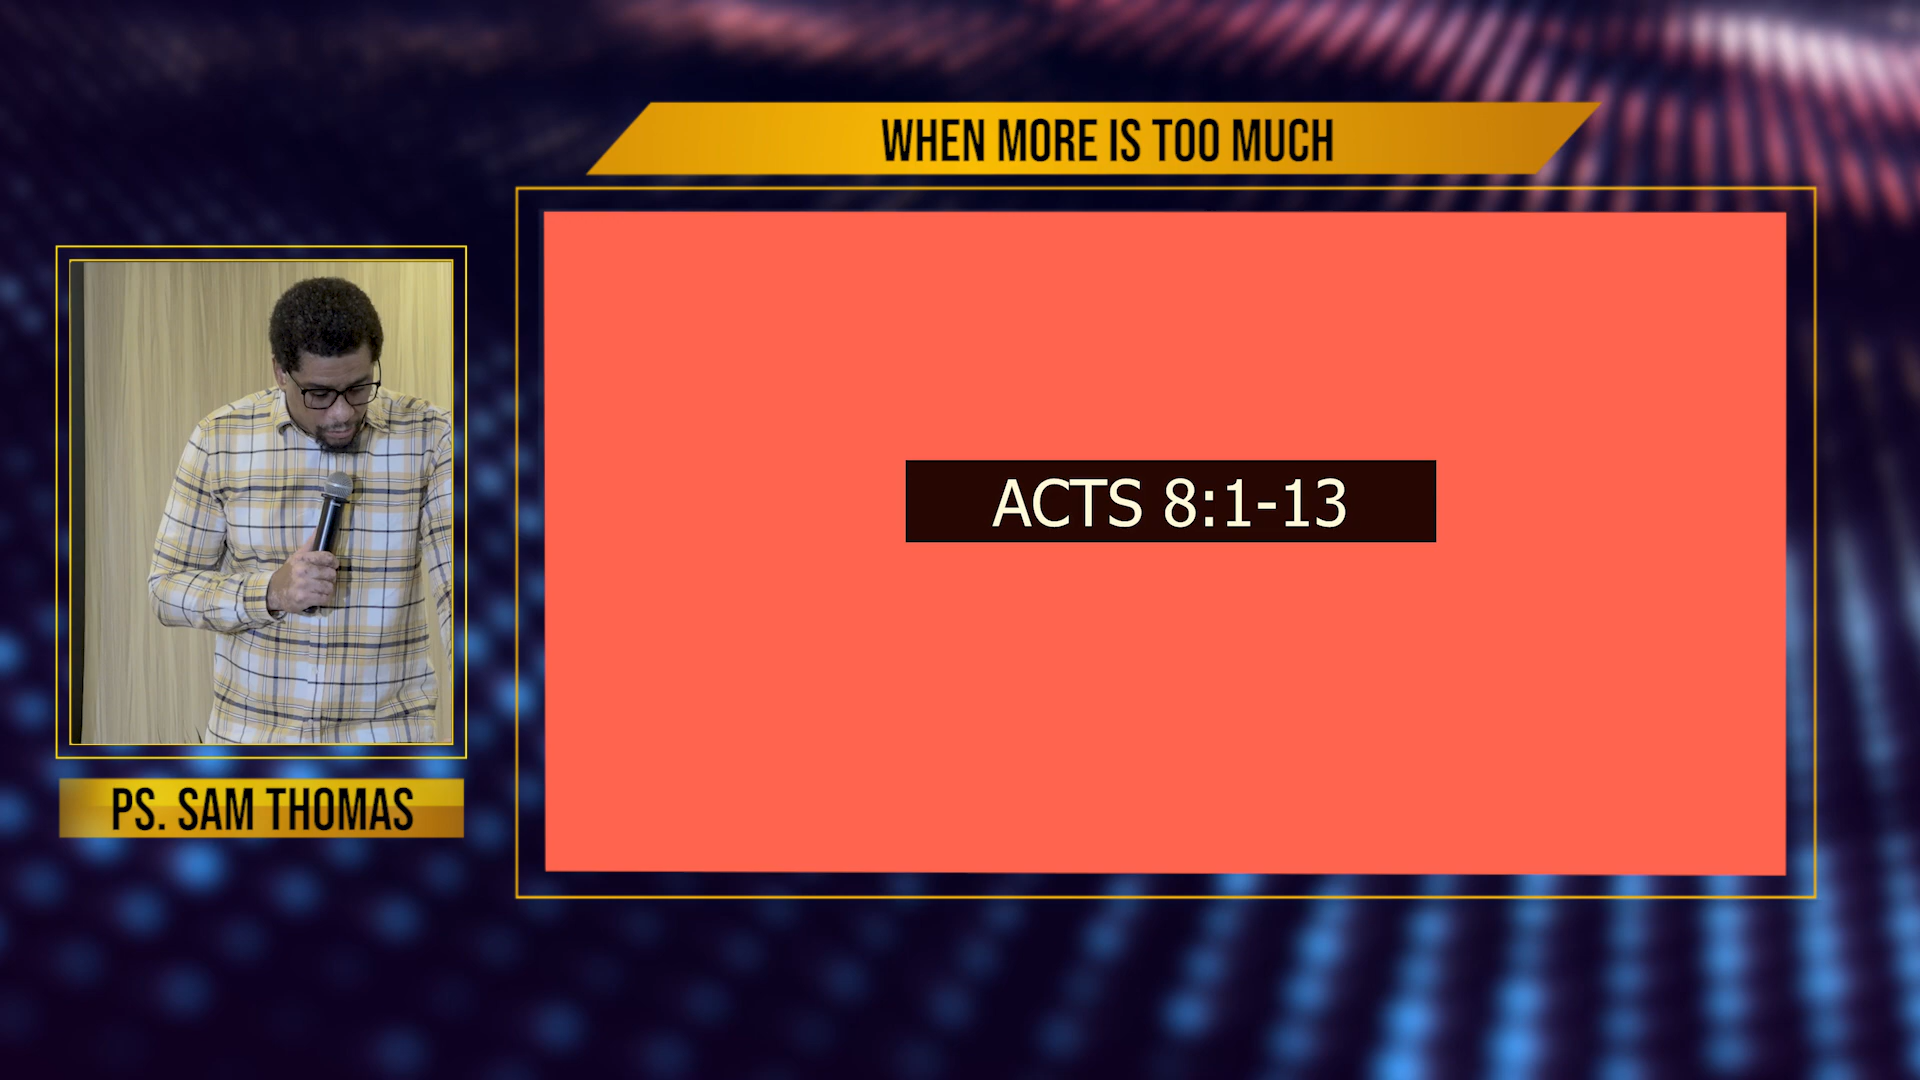 WHEN MORE IS TOO MUCH
ACTS 8:1-13
PS. SAM THOMAS